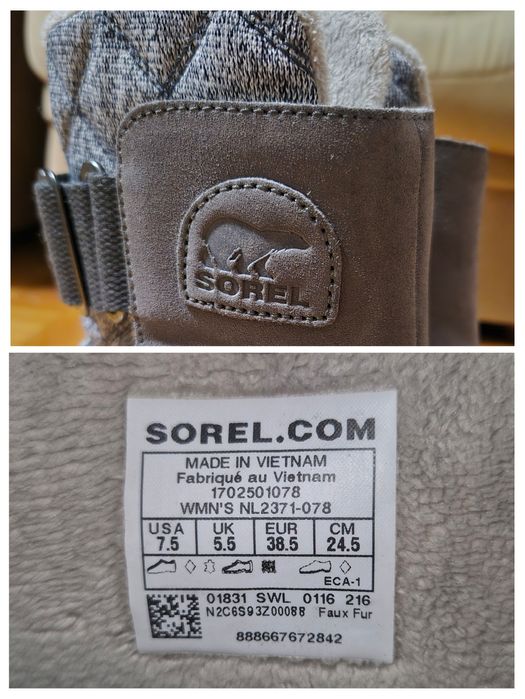 SOREL
SOREL.COM
MADE IN VIETNAM
Fabriqué au Vietnam
1702501078
WMN'S NL2371-078
USA UK EUR CM
7.5 5.5 38.5 24.5
ECA-1
01831 SWL 0116 216
N2C6S93Z0008B Faux Fur
888667672842